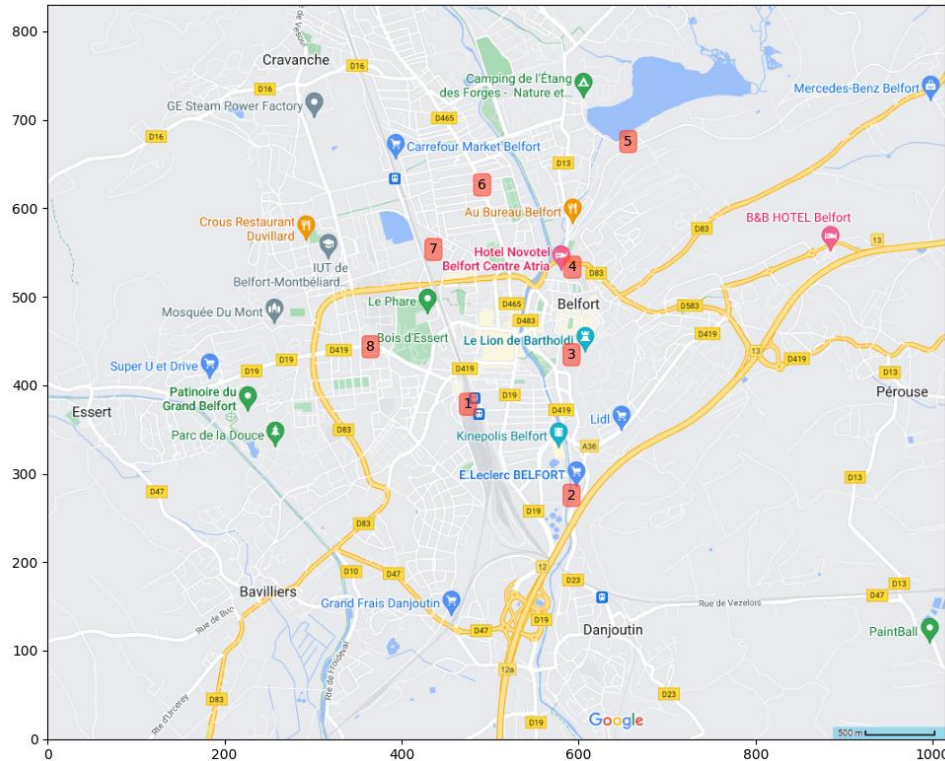 800
700
600
500
400
300
200
100
0
0
200
400
600
800
1000
Cravanche
D16
D16
D16
GE Steam Power Factory
D465
Camping de l'Étang
des Forges - Nature et...
Mercedes-Benz Belfort
Carrefour Market Belfort
5
D13
6
Au Bureau Belfort
Crous Restaurant
Duvillard
7
IUT de
Belfort-Montbéliard...
Hotel Novotel
Belfort Centre Atria
4
D83
D83
B&B HOTEL Belfort
13
Le Phare
D465
Belfort
D583
Mosquée Du Mont
D483
Bois d'Essert
Le Lion de Bartholdi
D419
8
3
13
D419
D419
D19
Super U et Drive
D19
D419
D13
Patinoire du
Grand Belfort
1
D19
Pérouse
Essert
D419
Lidl
Parc de la Douce
D83
Kinepolis Belfort
A36
E.Leclerc BELFORT
2
D47
D13
D83
D19
12
D10
D47
D23
D13
Bavilliers
D47
Rue de Vezelois
Grand Frais Danjoutin
D19
Rue de Buc
D47
Danjoutin
PaintBall
12a
Rte de Froideval
D83
Rte d'Urcerey
D23
D19
Google
500 m